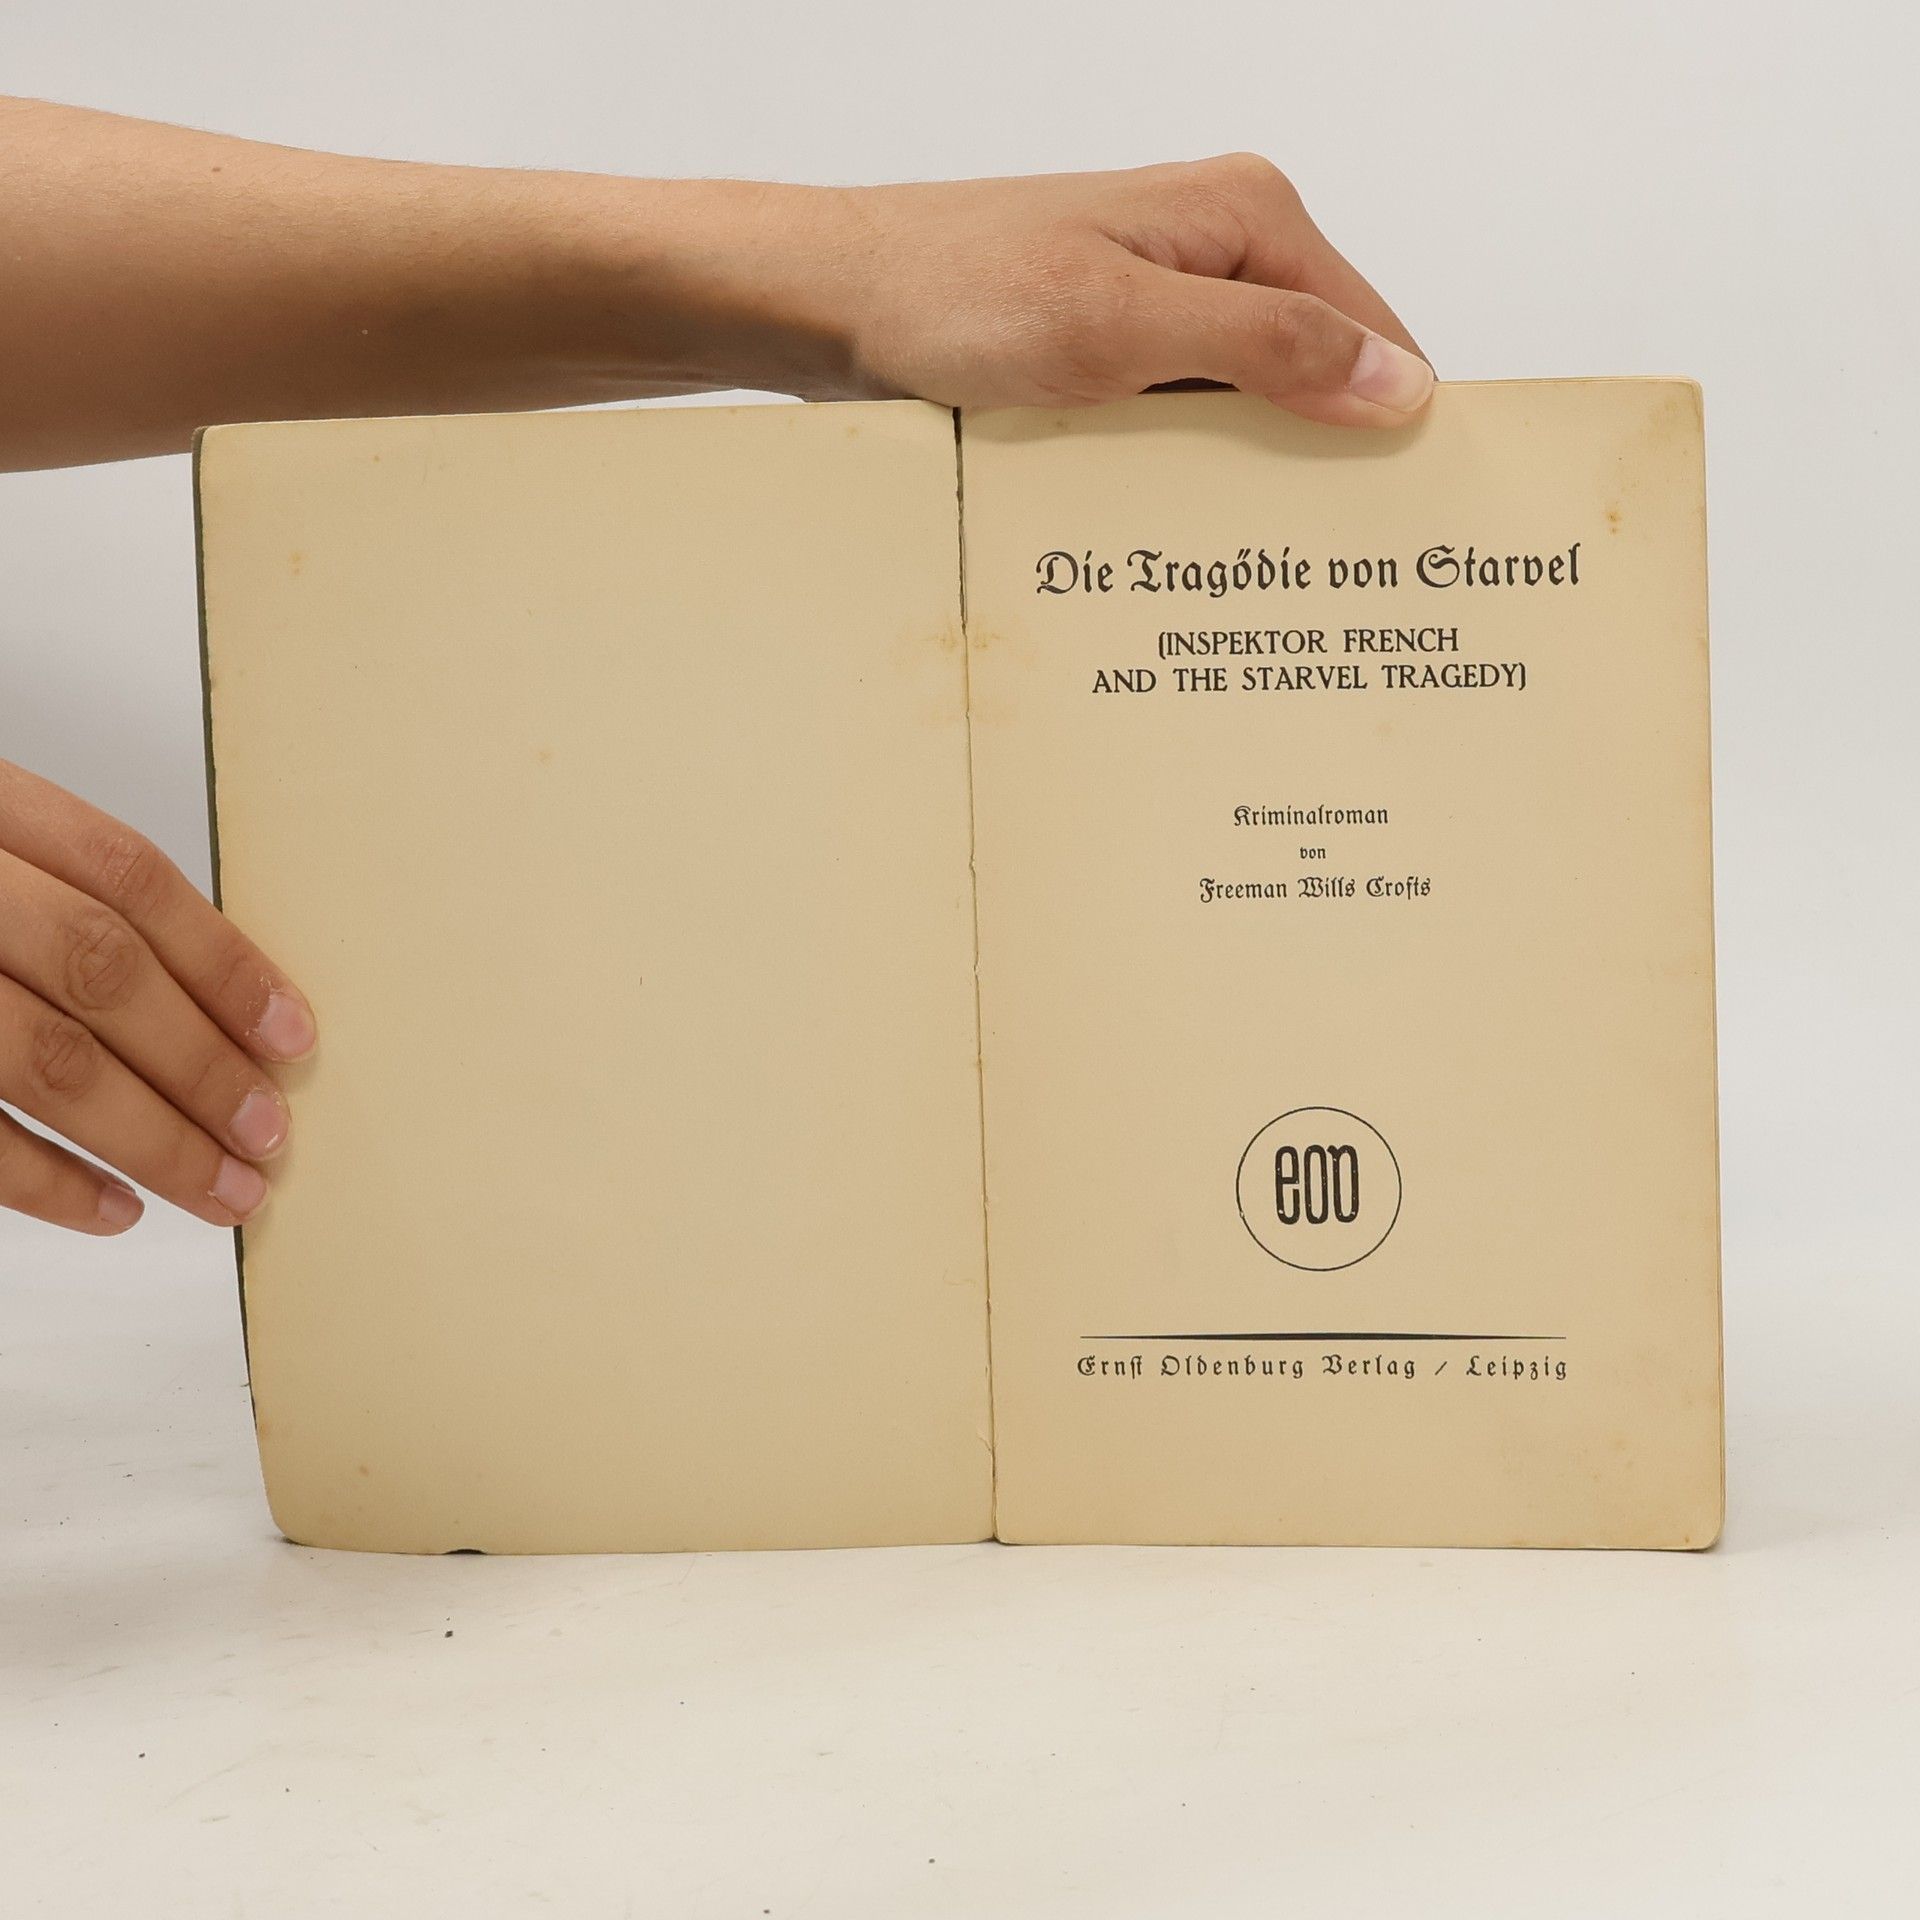 Die Tragödie von Starvel
(INSPEKTOR FRENCH
AND THE STARVEL TRAGEDY)
Kriminalroman
von
Freeman Wills Crofts
eov
Ernst Oldenburg Verlag / Leipzig